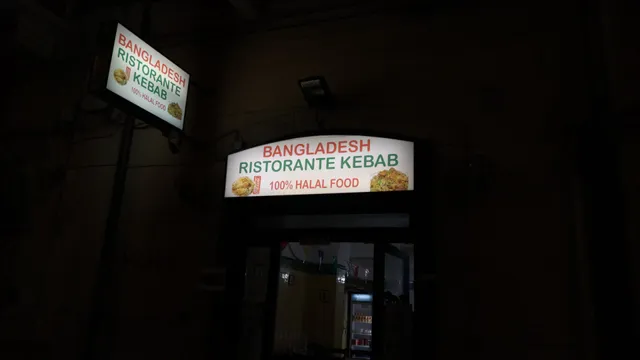 BANGLADESH
RISTORANTE
KEBAB
100% HALAL FOOD
BANGLADESH
RISTORANTE KEBAB
100% HALAL FOOD